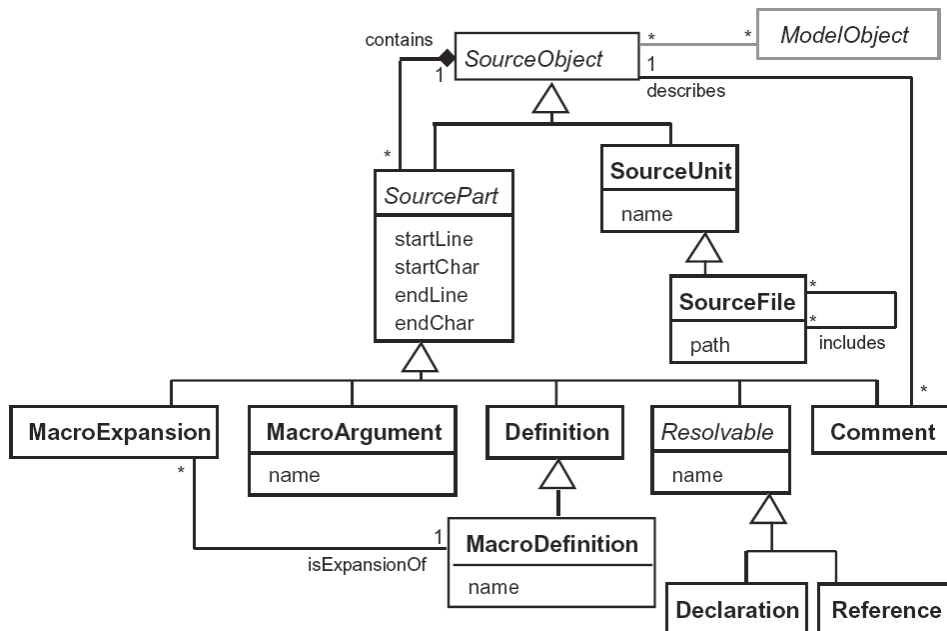 contains
SourceObject
*
*
ModelObject
1
1
describes
*
SourcePart
startLine
startChar
endLine
endChar
SourceUnit
name
SourceFile
path
*
*
includes
MacroExpansion
MacroArgument
name
Definition
Resolvable
name
*
Comment
*
1
isExpansionOf
MacroDefinition
name
Declaration
Reference